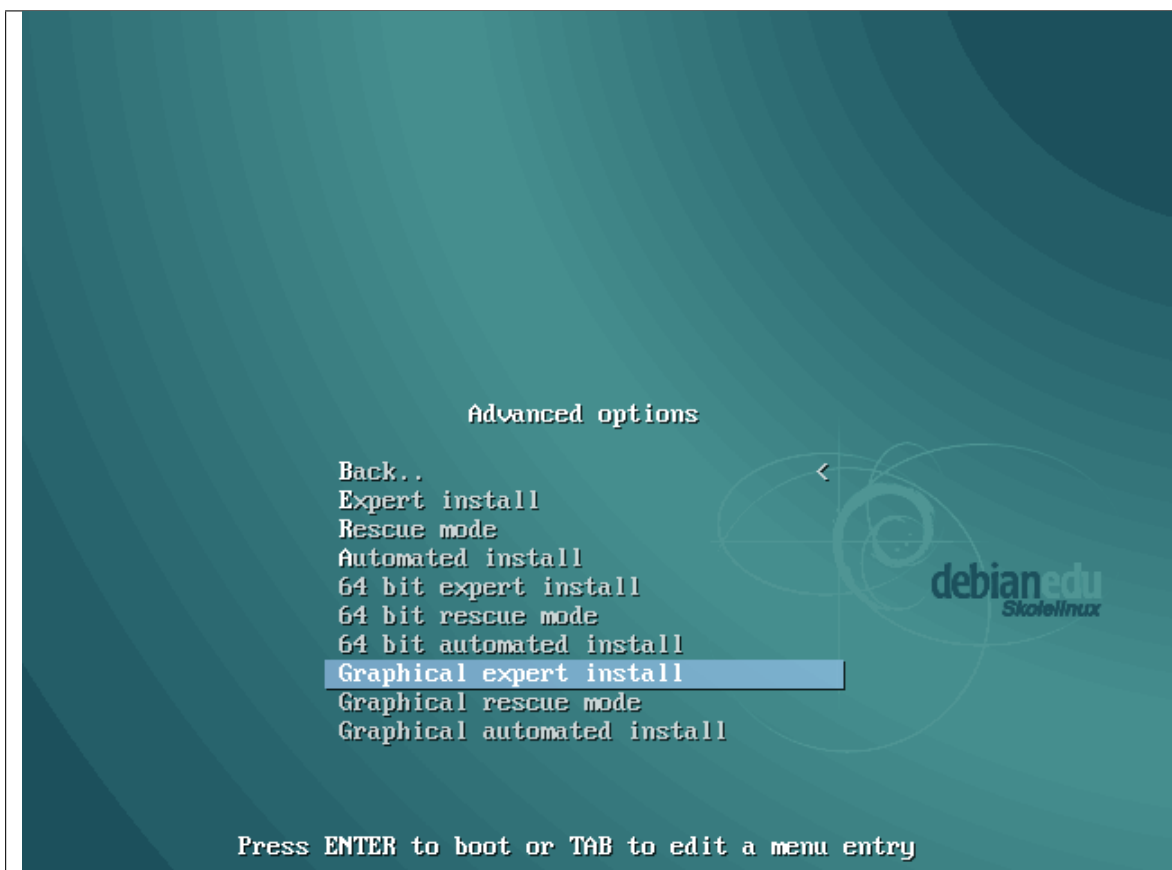 Advanced options
Back.. <
Expert install
Rescue mode
Automated install
64 bit expert install
64 bit rescue mode
64 bit automated install
Graphical expert install
Graphical rescue mode
Graphical automated install
debianedu
Skolelinux
Press ENTER to boot or TAB to edit a menu entry